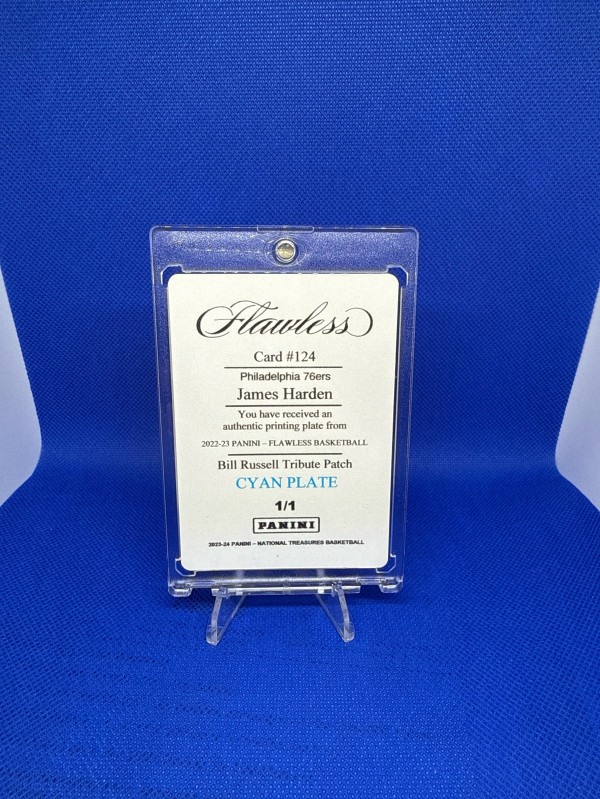 Flawless
Card #124
Philadelphia 76ers
James Harden
You have received an
authentic printing plate from
2022-23 PANINI – FLAWLESS BASKETBALL
Bill Russell Tribute Patch
CYAN PLATE
1/1
PANINI
2023-24 PANINI – NATIONAL TREASURES BASKETBALL